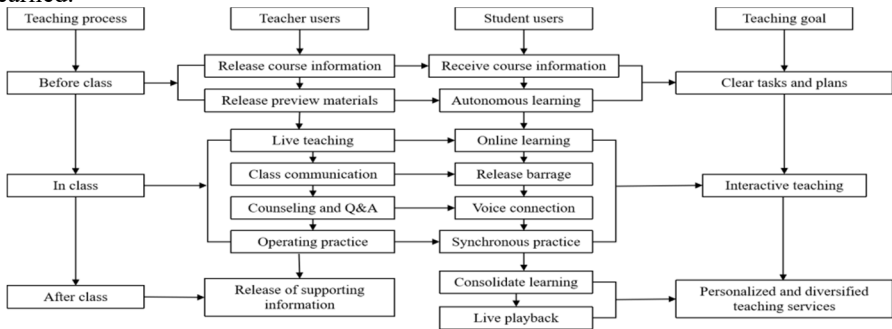 earned.
Teaching process
Teacher users
Student users
Teaching goal
Before class
Release course information
Receive course information
Clear tasks and plans
Release preview materials
Autonomous learning
Live teaching
Online learning
Class communication
Release barrage
In class
Interactive teaching
Counseling and Q&A
Voice connection
Operating practice
Synchronous practice
After class
Release of supporting
information
Consolidate learning
Personalized and diversified
teaching services
Live playback